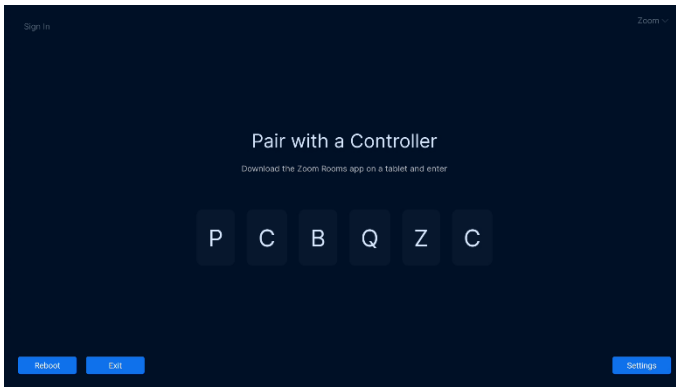 Sign In
Zoom
Pair with a Controller
Download the Zoom Rooms app on a tablet and enter
P C B Q Z C
Reboot Exit Settings